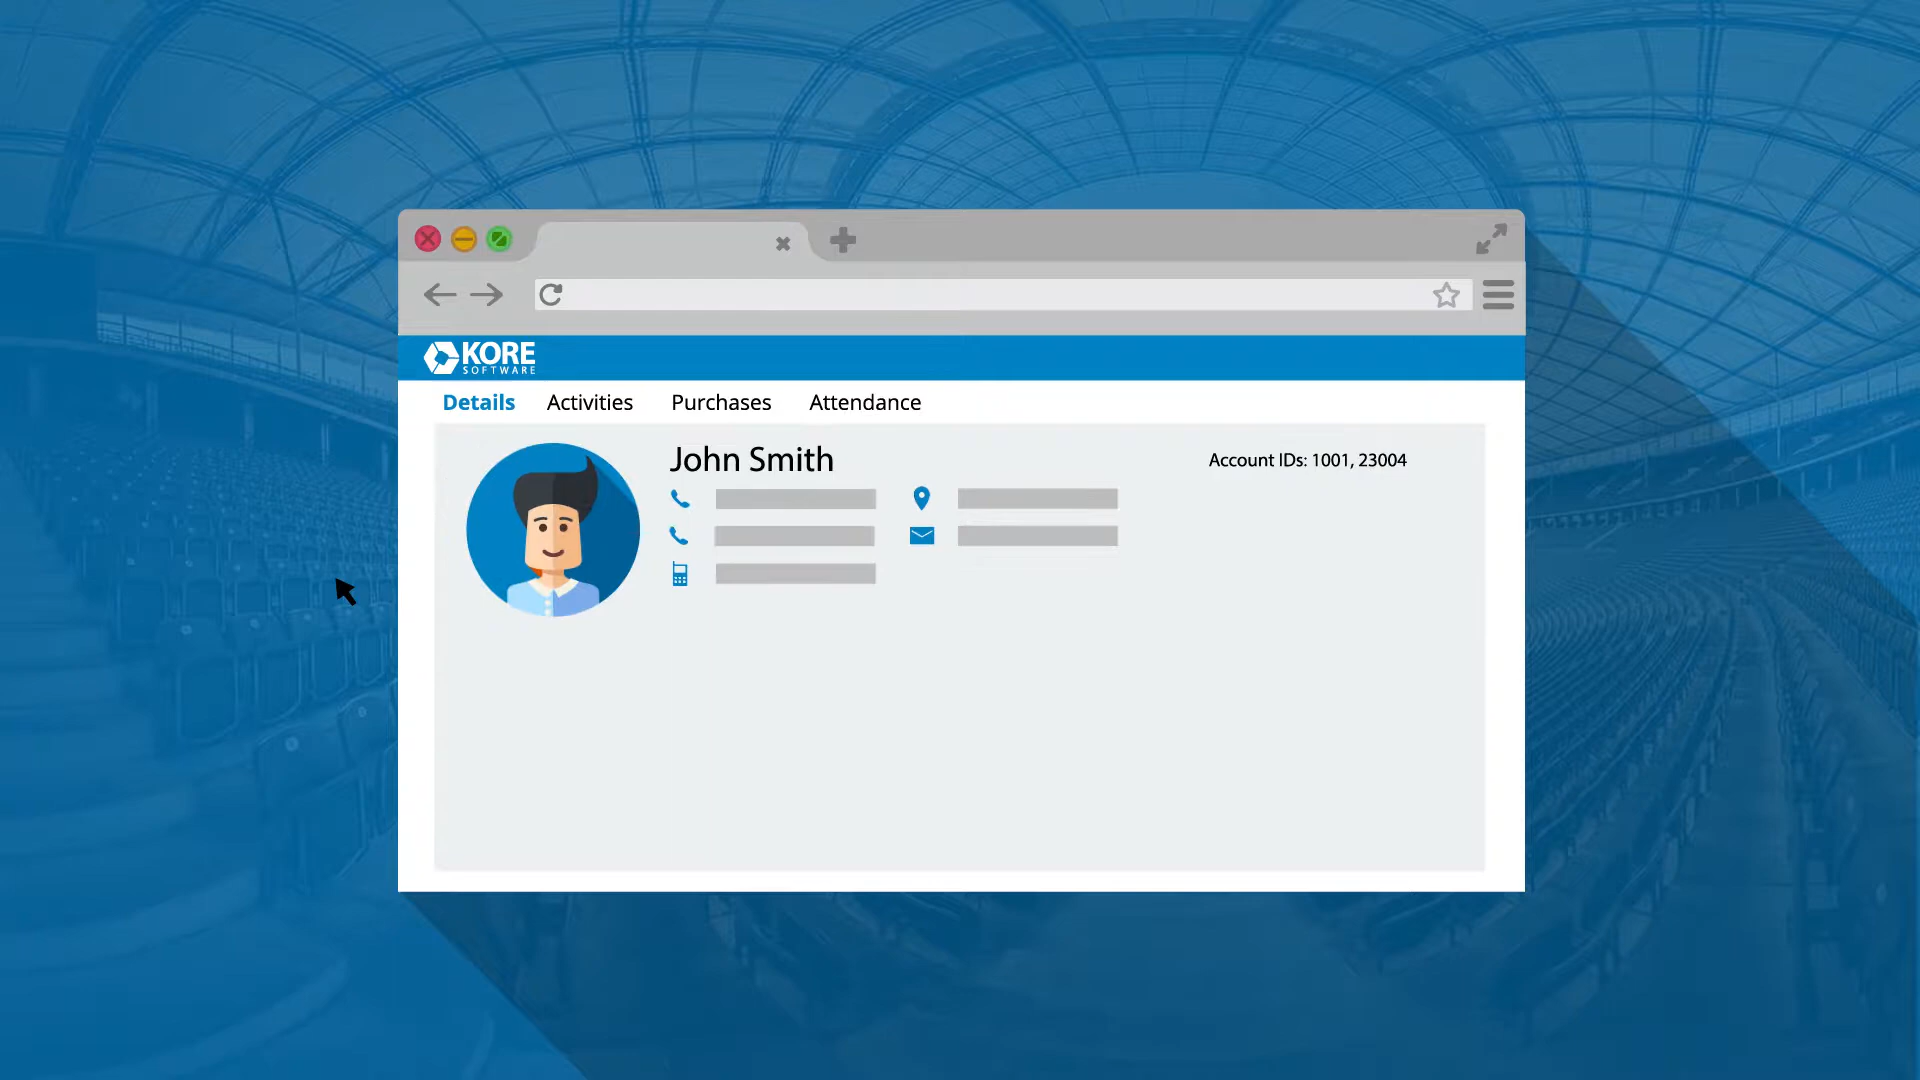 KORE
SOFTWARE
Details Activities Purchases Attendance
John Smith
Account IDs: 1001, 23004